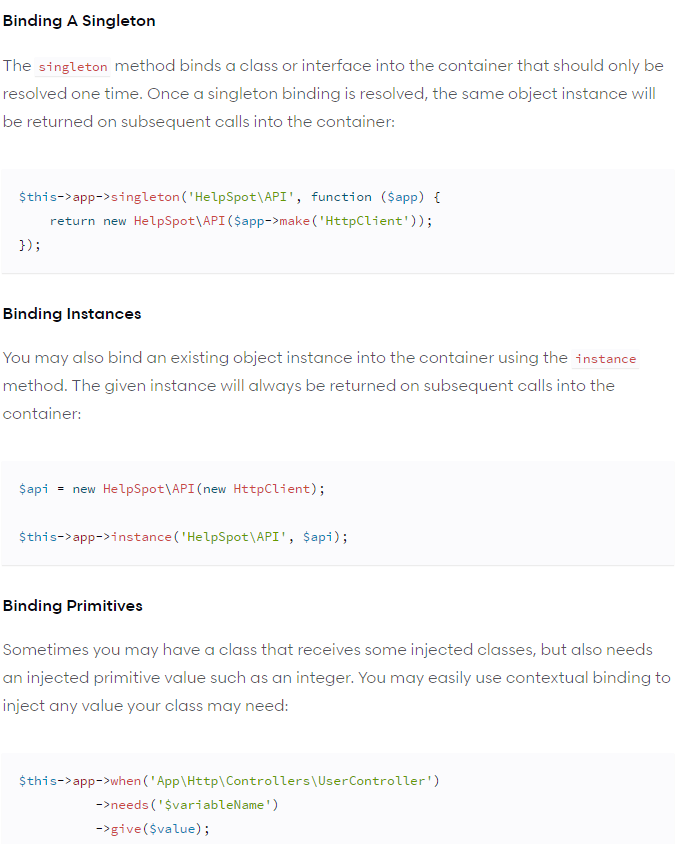 Binding A Singleton
The singleton method binds a class or interface into the container that should only be
resolved one time. Once a singleton binding is resolved, the same object instance will
be returned on subsequent calls into the container:
$this->app->singleton('HelpSpot\API', function ($app) {
    return new HelpSpot\API($app->make('HttpClient'));
});
Binding Instances
You may also bind an existing object instance into the container using the instance
method. The given instance will always be returned on subsequent calls into the
container:
$api = new HelpSpot\API(new HttpClient);
$this->app->instance('HelpSpot\API', $api);
Binding Primitives
Sometimes you may have a class that receives some injected classes, but also needs
an injected primitive value such as an integer. You may easily use contextual binding to
inject any value your class may need:
$this->app->when('App\Http\Controllers\UserController')
          ->needs('$variableName')
          ->give($value);